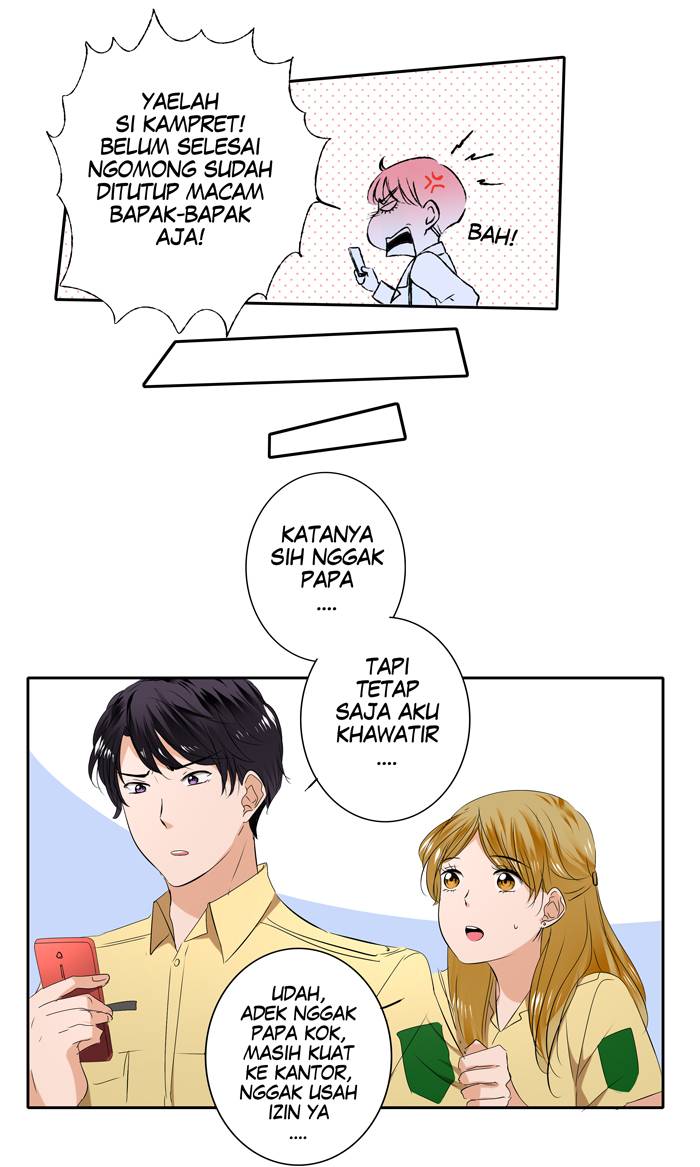 YAELAH
SI KAMPRET!
BELUM SELESAI
NGOMONG SUDAH
DITUTUP MACAM
BAPAK-BAPAK
AJA!
BAH!
KATANYA
SIH NGGAK
PAPA
....
TAPI
TETAP
SAJA AKU
KHAWATIR
....
UDAH,
ADEK NGGAK
PAPA KOK,
MASIH KUAT
KE KANTOR,
NGGAK USAH
IZIN YA
....